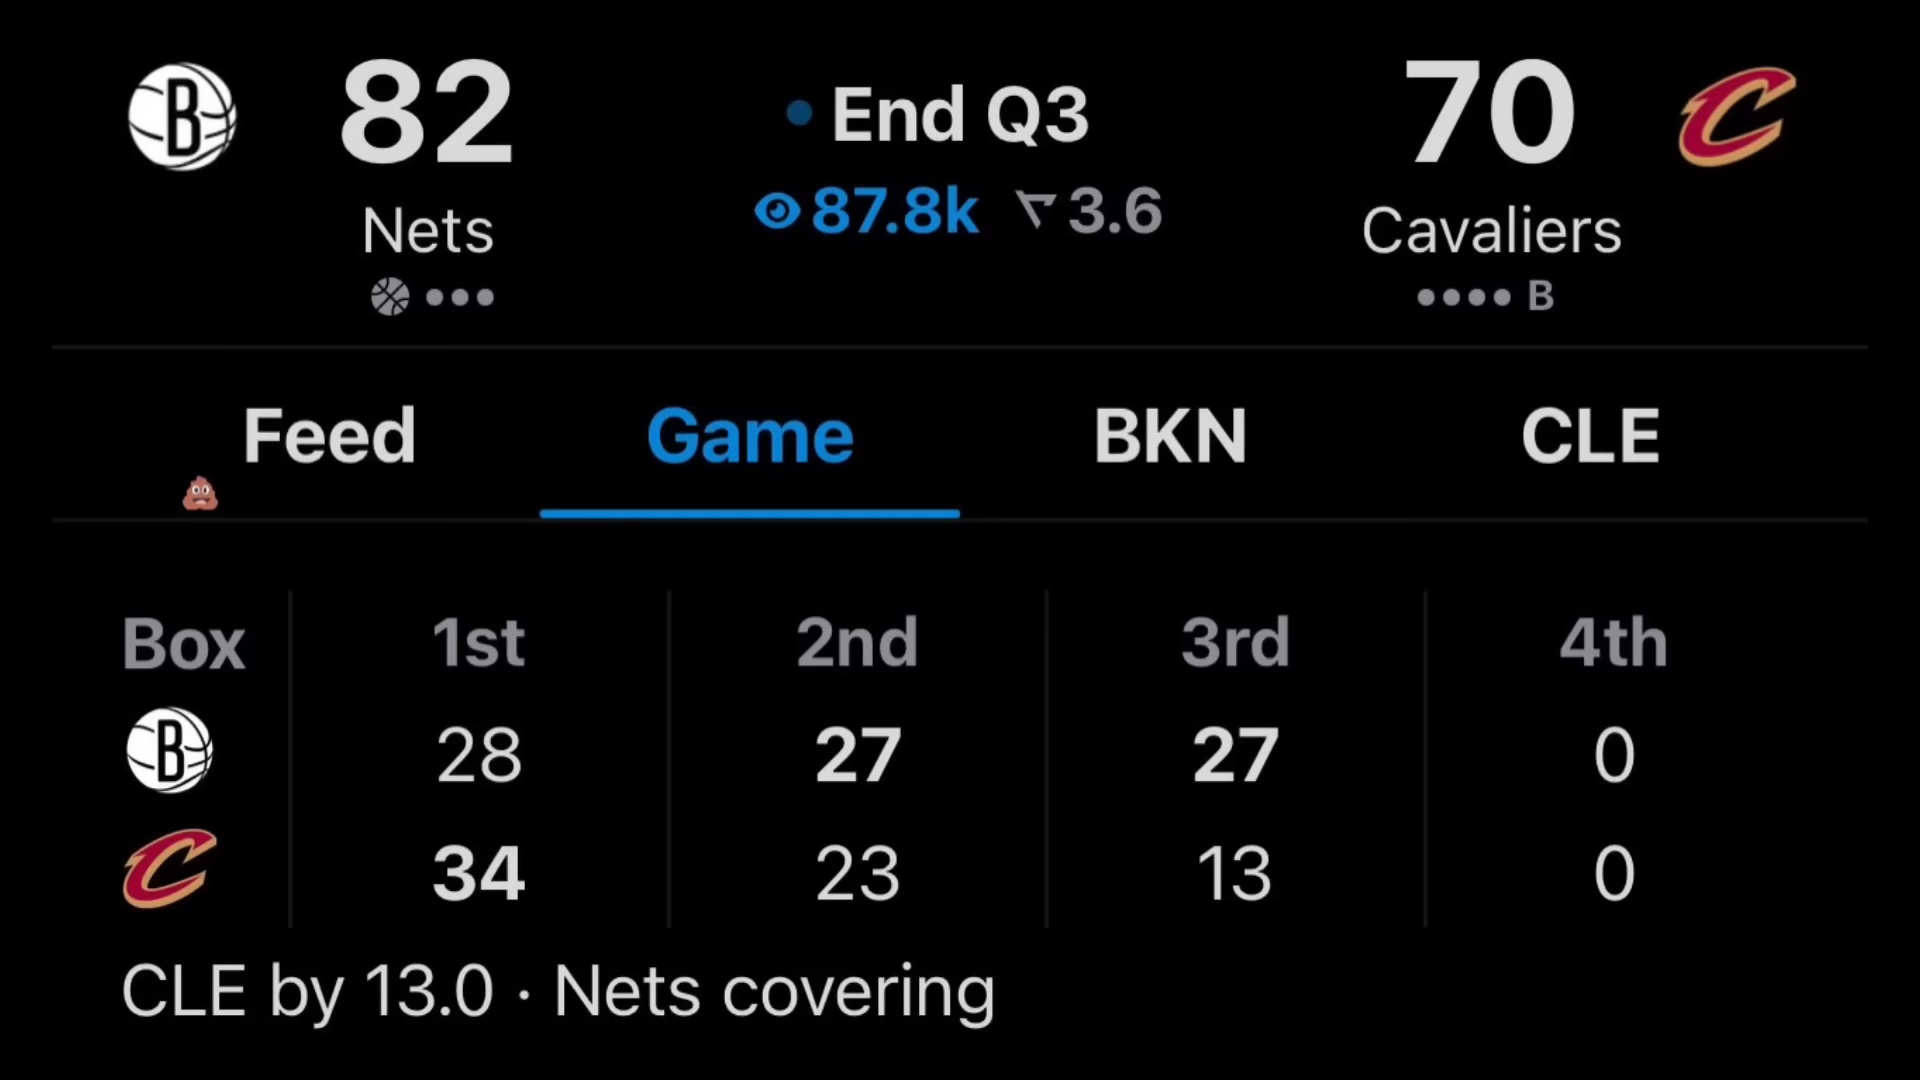 82 End Q3 70
Nets 87.8k 3.6 Cavaliers
B
Feed Game BKN CLE
Box 1st 2nd 3rd 4th
B 28 27 27 0
C 34 23 13 0
CLE by 13.0 · Nets covering